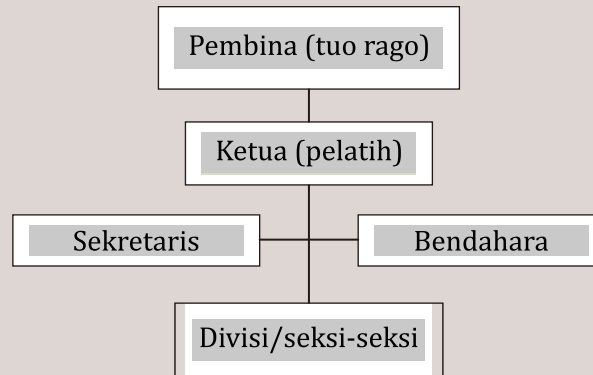 Pembina (tuo rago)
Ketua (pelatih)
Sekretaris
Bendahara
Divisi/seksi-seksi